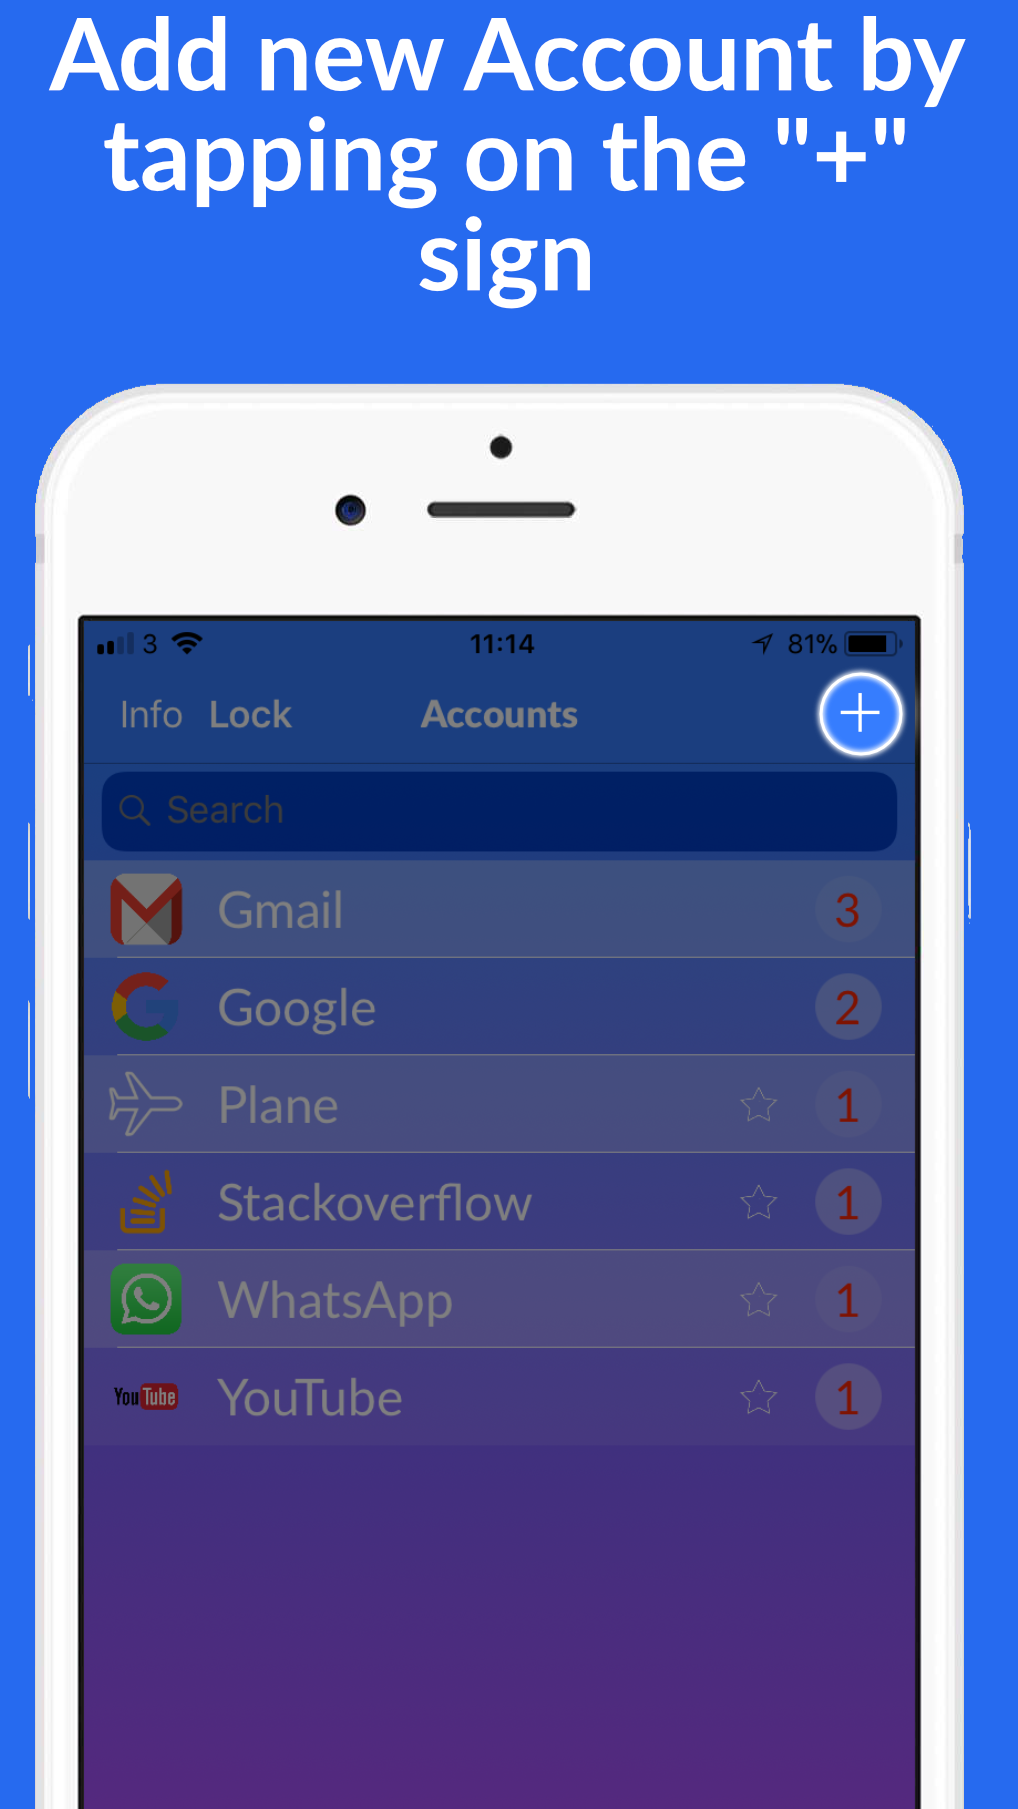 Add new Account by
tapping on the "+"
sign
3 11:14 81%
Info Lock Accounts +
Search
Gmail 3
Google 2
Plane 1
Stackoverflow 1
WhatsApp 1
You Tube YouTube 1